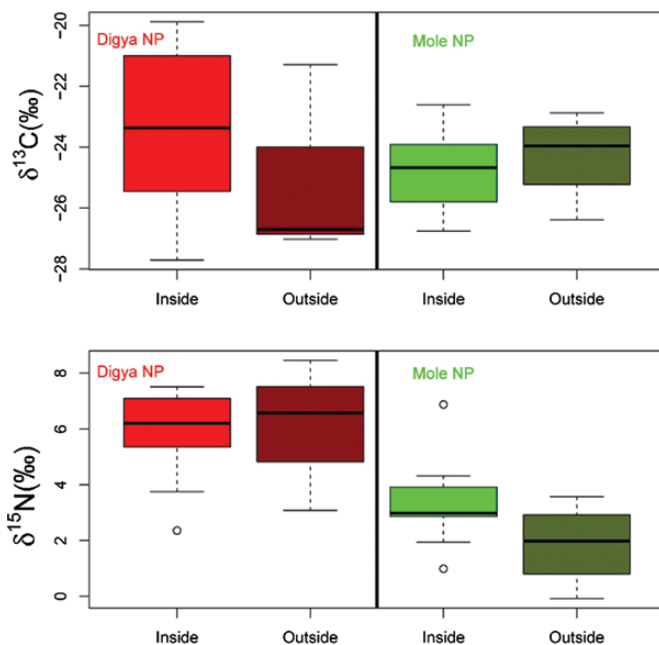 Digya NP
Mole NP
δ¹³C(‰)
-20
-22
-24
-26
-28
Inside
Outside
Inside
Outside
Digya NP
Mole NP
δ¹⁵N(‰)
8
6
4
2
0
Inside
Outside
Inside
Outside